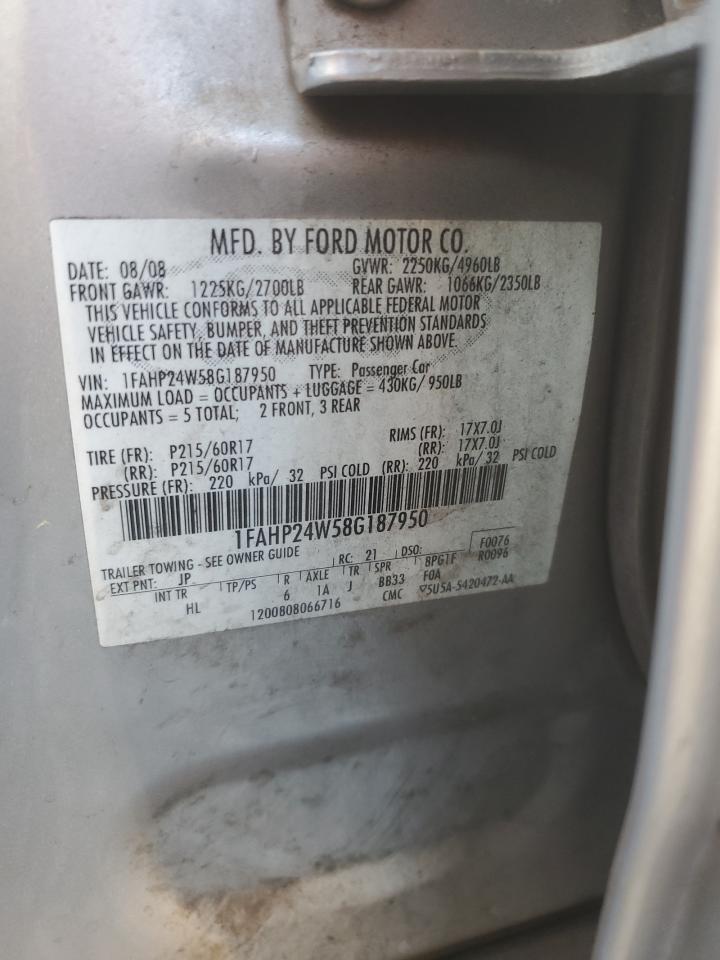 MFD. BY FORD MOTOR CO.
DATE: 08/08 GVWR: 2250KG/4960LB
FRONT GAWR: 1225KG/2700LB REAR GAWR: 1066KG/2350LB
THIS VEHICLE CONFORMS TO ALL APPLICABLE FEDERAL MOTOR
VEHICLE SAFETY, BUMPER, AND THEFT PREVENTION STANDARDS
IN EFFECT ON THE DATE OF MANUFACTURE SHOWN ABOVE.
VIN: 1FAHP24W58G187950 TYPE: Passenger Car
MAXIMUM LOAD = OCCUPANTS + LUGGAGE = 430KG/ 950LB
OCCUPANTS = 5 TOTAL; 2 FRONT, 3 REAR
TIRE (FR): P215/60R17 RIMS (FR): 17X7.0J
(RR): P215/60R17 (RR): 17X7.0J
PRESSURE (FR): 220 kPa/ 32 PSI COLD (RR): 220 kPa/ 32 PSI COLD
1FAHP24W58G187950
TRAILER TOWING - SEE OWNER GUIDE F0076
RC: 21 DSO: R0096
EXT PNT: JP INT TR TP/PS R AXLE TR SPR 8PGTF
HL 6 1A J BB33 F0A
1200808066716 CMC ▽5U5A-5420472-AA